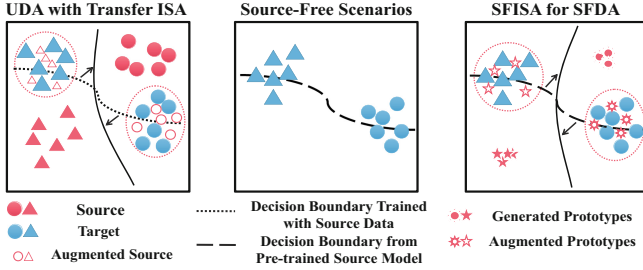 UDA with Transfer ISA
Source-Free Scenarios
SFISA for SFDA
Source
Target
Augmented Source
Decision Boundary Trained
with Source Data
Decision Boundary from
Pre-trained Source Model
Generated Prototypes
Augmented Prototypes